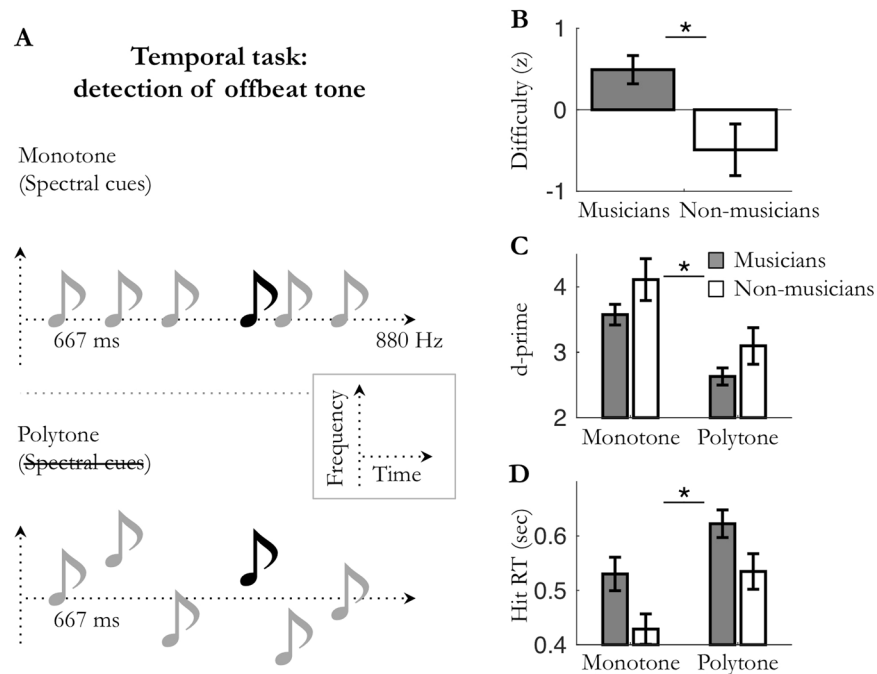 A
Temporal task:
detection of offbeat tone
Monotone
(Spectral cues)
667 ms
880 Hz
Frequency
Time
Polytone
(Spectral cues)
667 ms
B
Difficulty (z)
1
0
-1
*
Musicians Non-musicians
C
d-prime
4
3
2
*
Musicians
Non-musicians
Monotone Polytone
D
Hit RT (sec)
0.6
0.5
0.4
*
Monotone Polytone